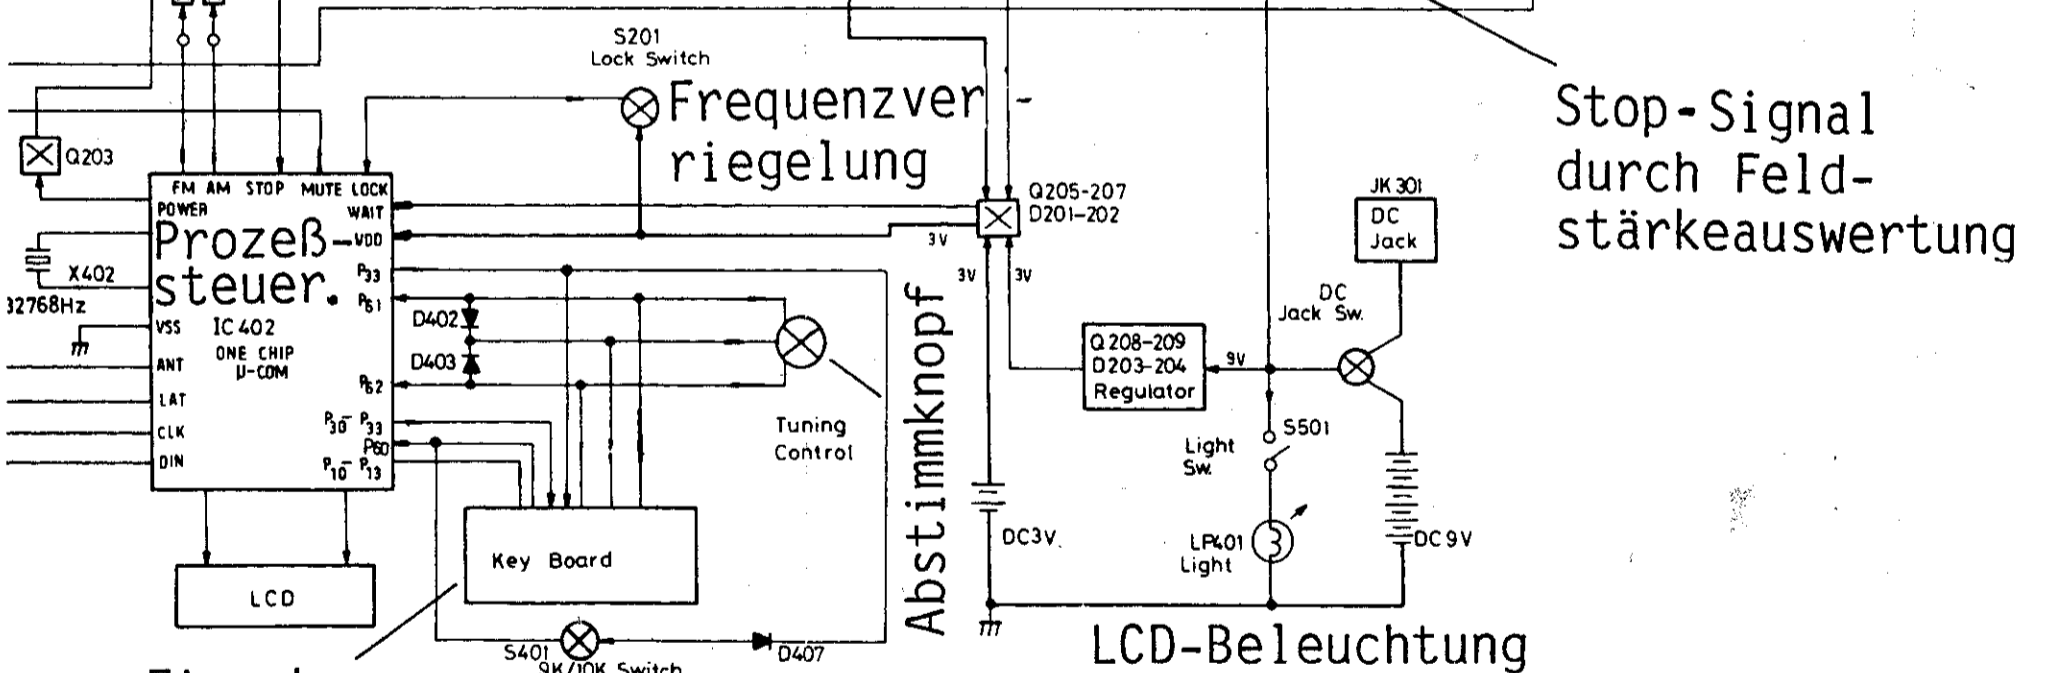 S201
Lock Switch
Frequenzver-
riegelung
Stop-Signal
durch Feld-
stärkeauswertung
Q203
FM AM STOP MUTE LOCK
POWER
WAIT
Prozeß-
steuer.
VDD
X402
32768Hz
P33
P61
VSS
IC402
ONE CHIP
μ-COM
ANT
P62
LAT
P30-P33
CLK
P60
DIN
P10-P13
D402
D403
Tuning
Control
Abstimmknopf
Q205-207
D201-202
3V
3V
3V
JK301
DC
Jack
DC
Jack Sw.
Q208-209
D203-204
Regulator
9V
S501
Light
Sw.
DC3V
LP401
Light
DC9V
Key Board
LCD
S401
9K/10K Switch
D407
LCD-Beleuchtung